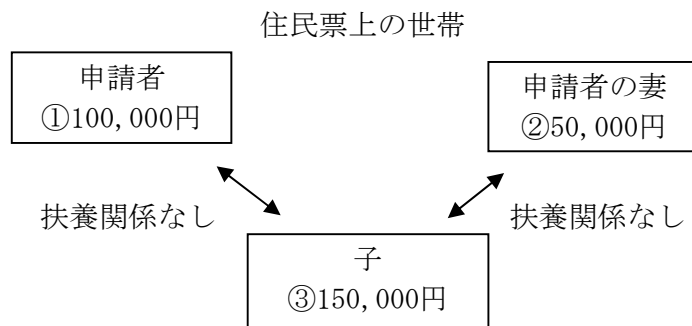 住民票上の世帯
申請者
①100,000円
申請者の妻
②50,000円
扶養関係なし
扶養関係なし
子
③150,000円